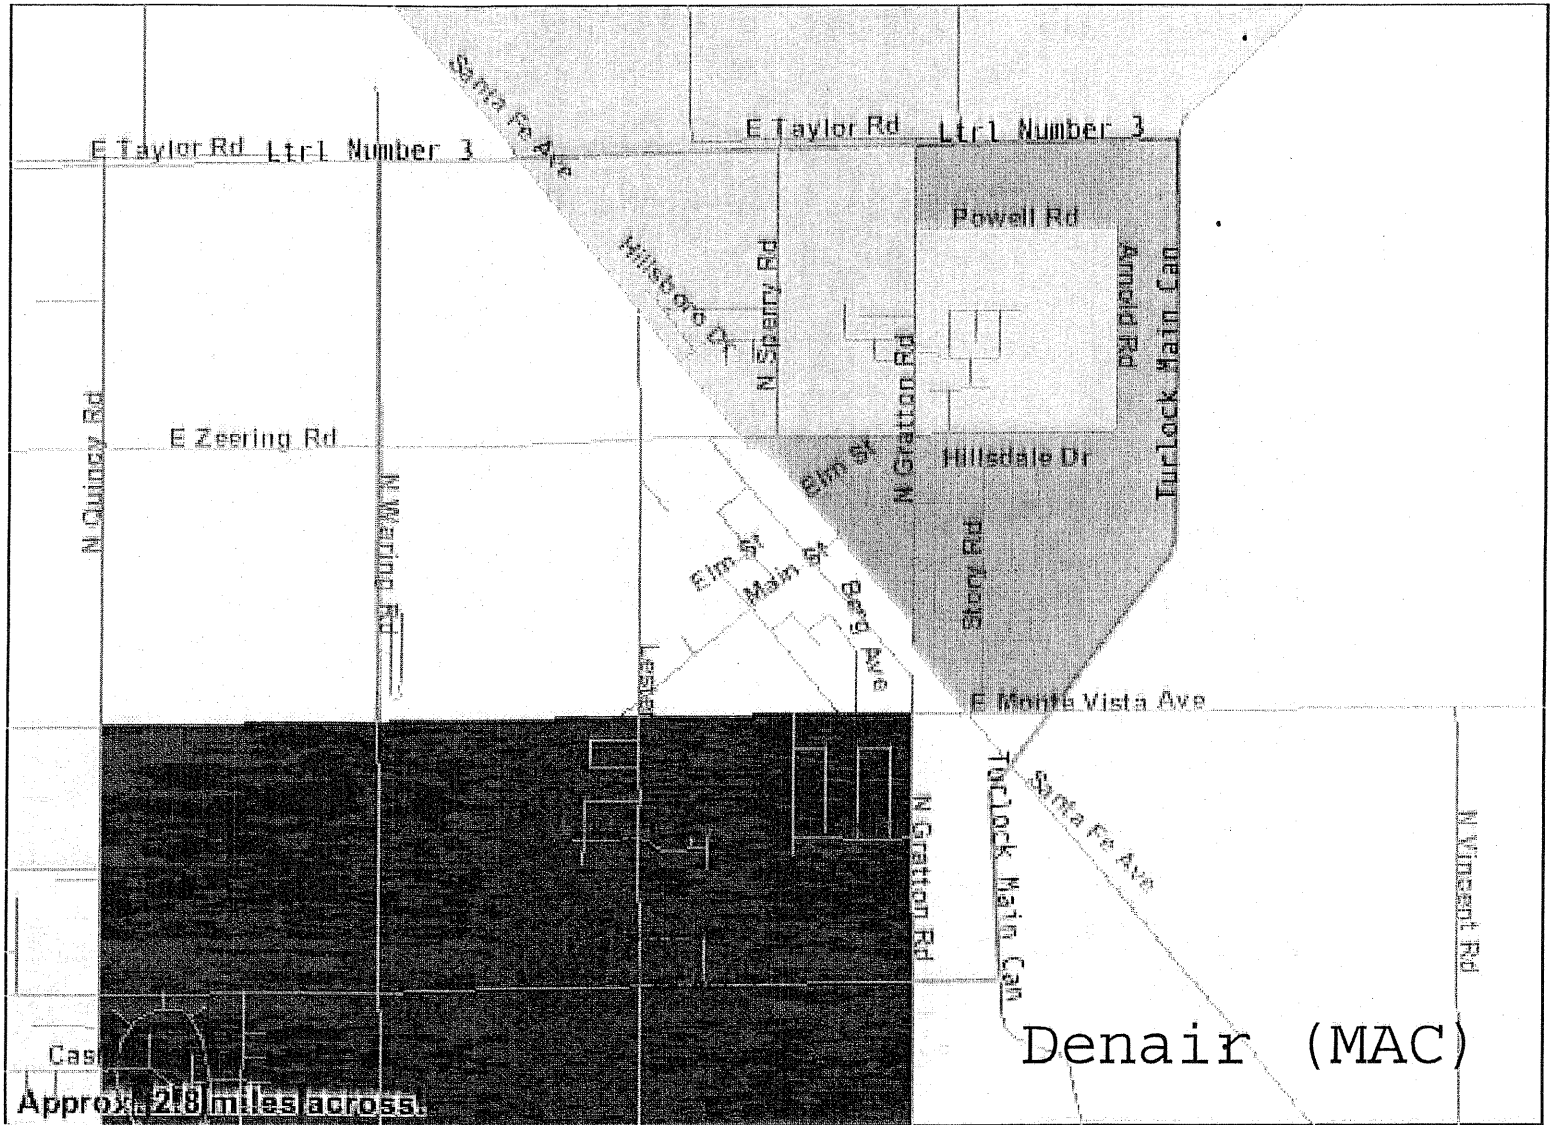 Santa Fe Ave
E Taylor Rd Ltrl Number 3
E Taylor Rd Ltrl Number 3
Powell Rd
Hillsboro Dr
N Sperry Rd
N Gratton Rd
Arnold Rd
Turlock Main Can
N Quincy Rd
E Zeering Rd
N Waring Rd
Elm St
Hillsdale Dr
Story Rd
Elm St
Main St
Berg Ave
Lester
E Monte Vista Ave
Turlock Main Can
Santa Fe Ave
N Gratton Rd
N Vincent Rd
Denair (MAC)
Approx. 2.8 miles across.